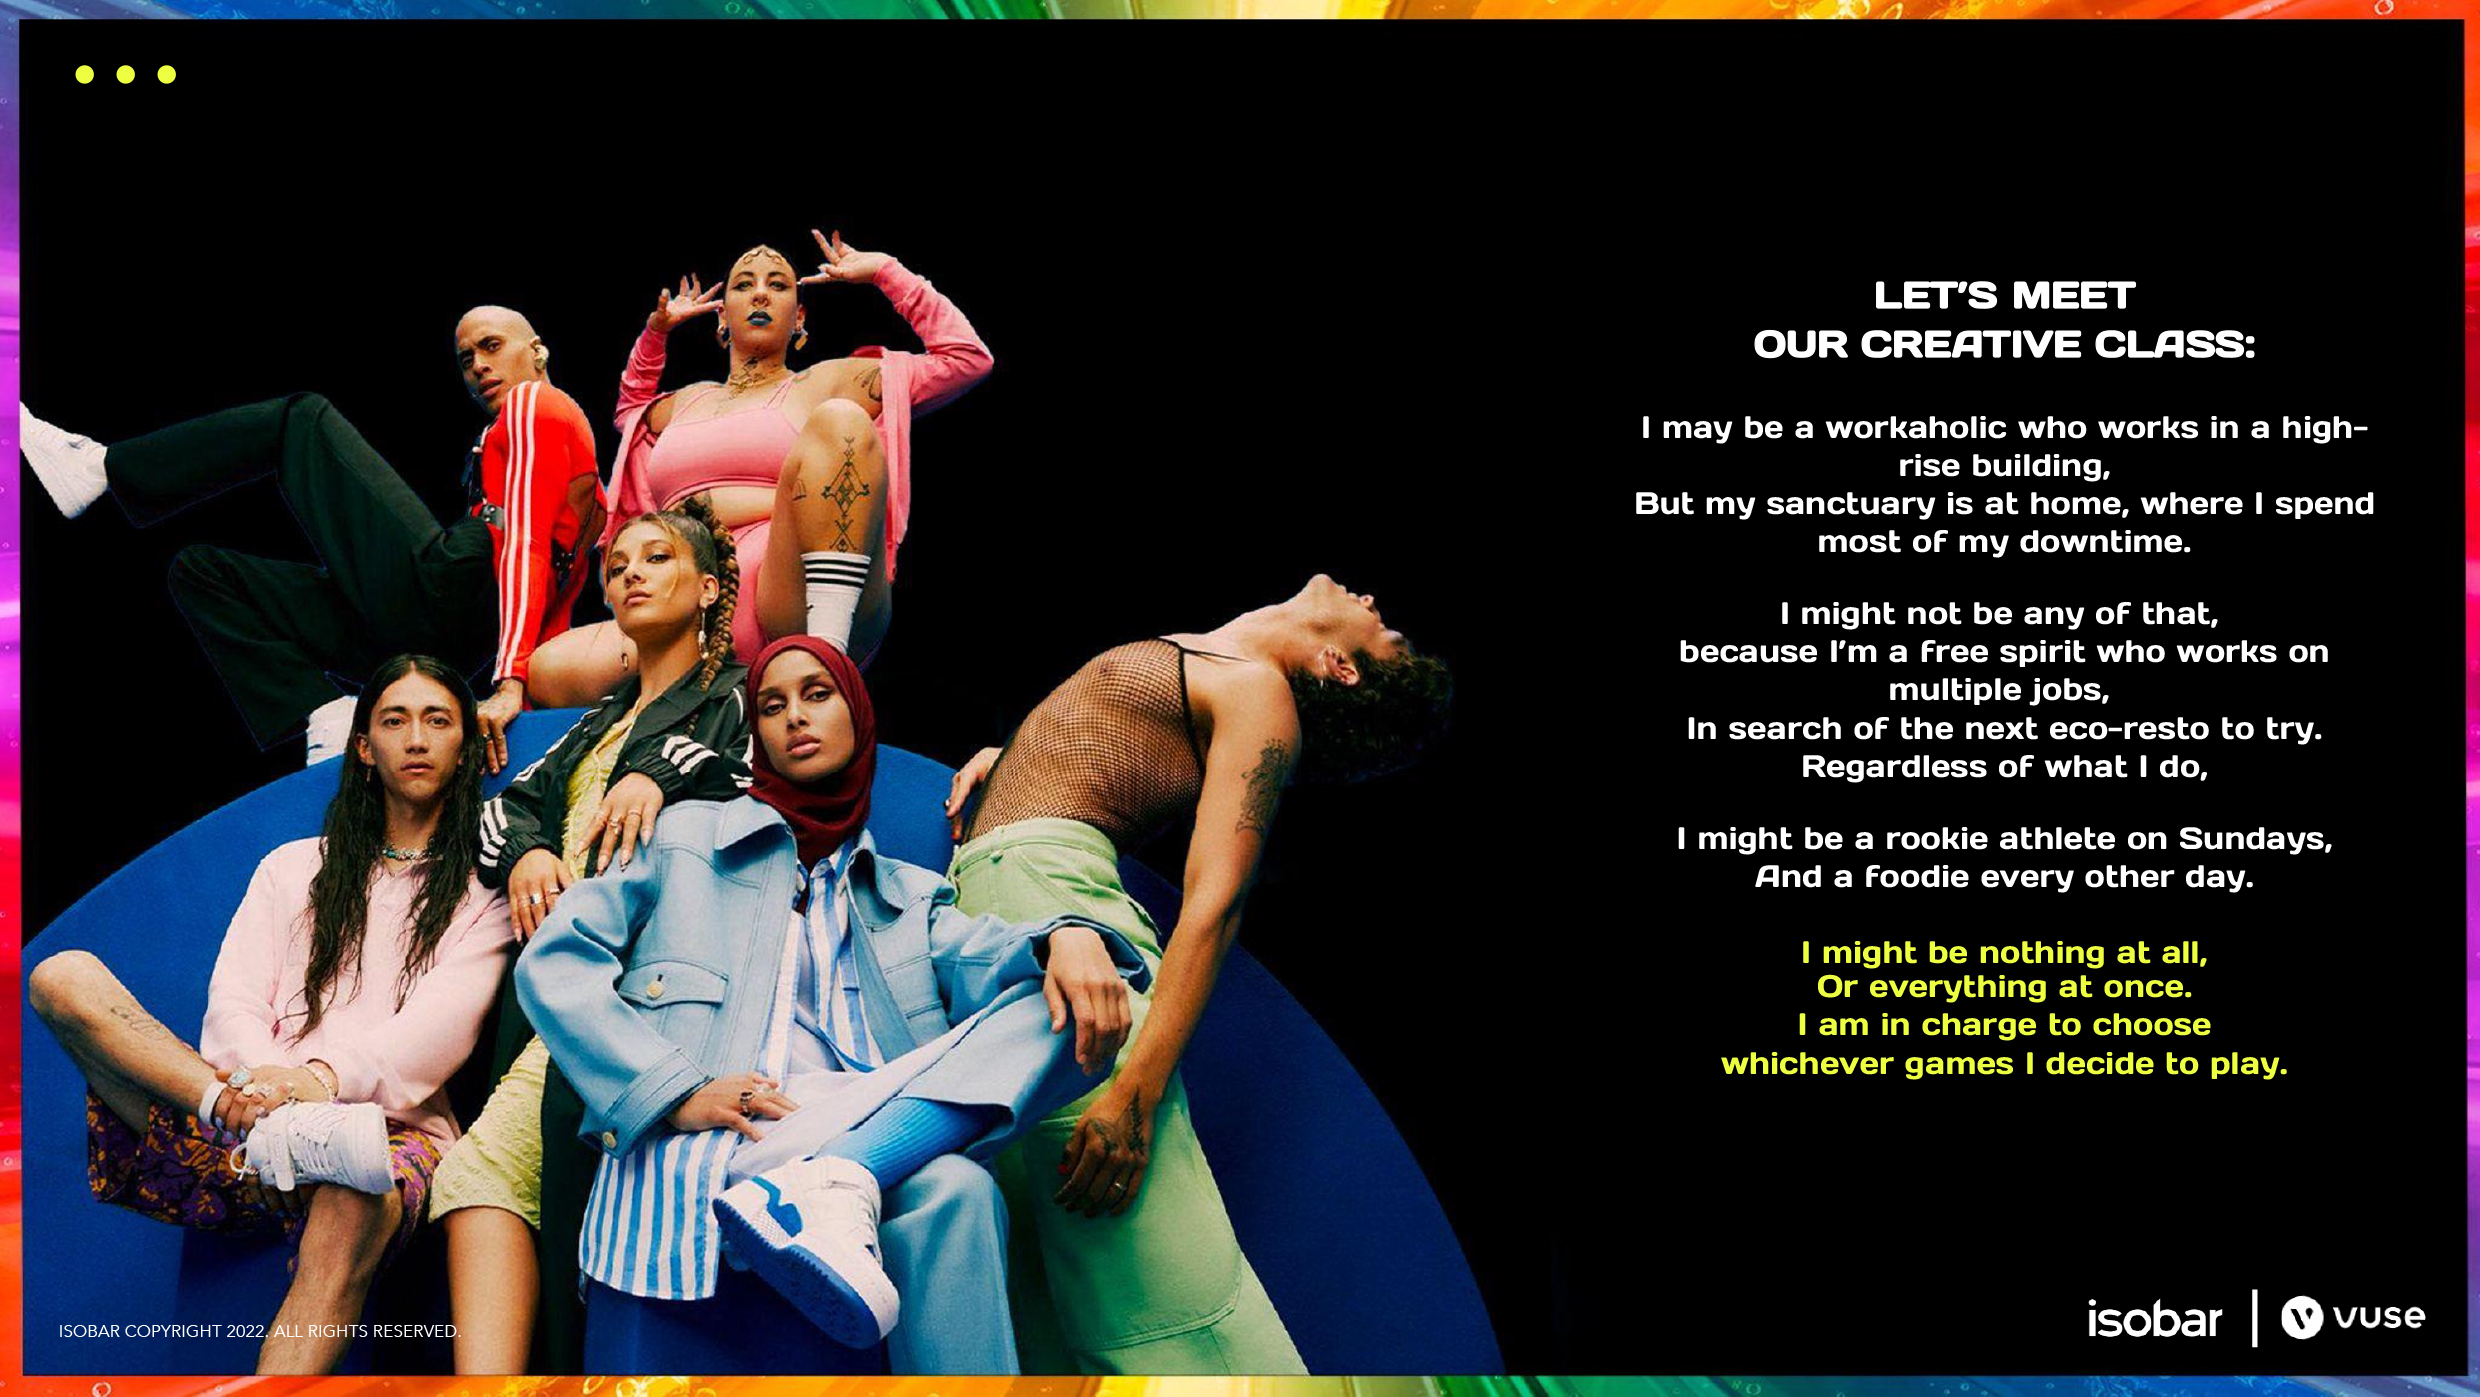 LET'S MEET
OUR CREATIVE CLASS:
I may be a workaholic who works in a high-
rise building,
But my sanctuary is at home, where I spend
most of my downtime.
I might not be any of that,
because I'm a free spirit who works on
multiple jobs,
In search of the next eco-resto to try.
Regardless of what I do,
I might be a rookie athlete on Sundays,
And a foodie every other day.
I might be nothing at all,
Or everything at once.
I am in charge to choose
whichever games I decide to play.
ISOBAR COPYRIGHT 2022. ALL RIGHTS RESERVED.
isobar | vuse